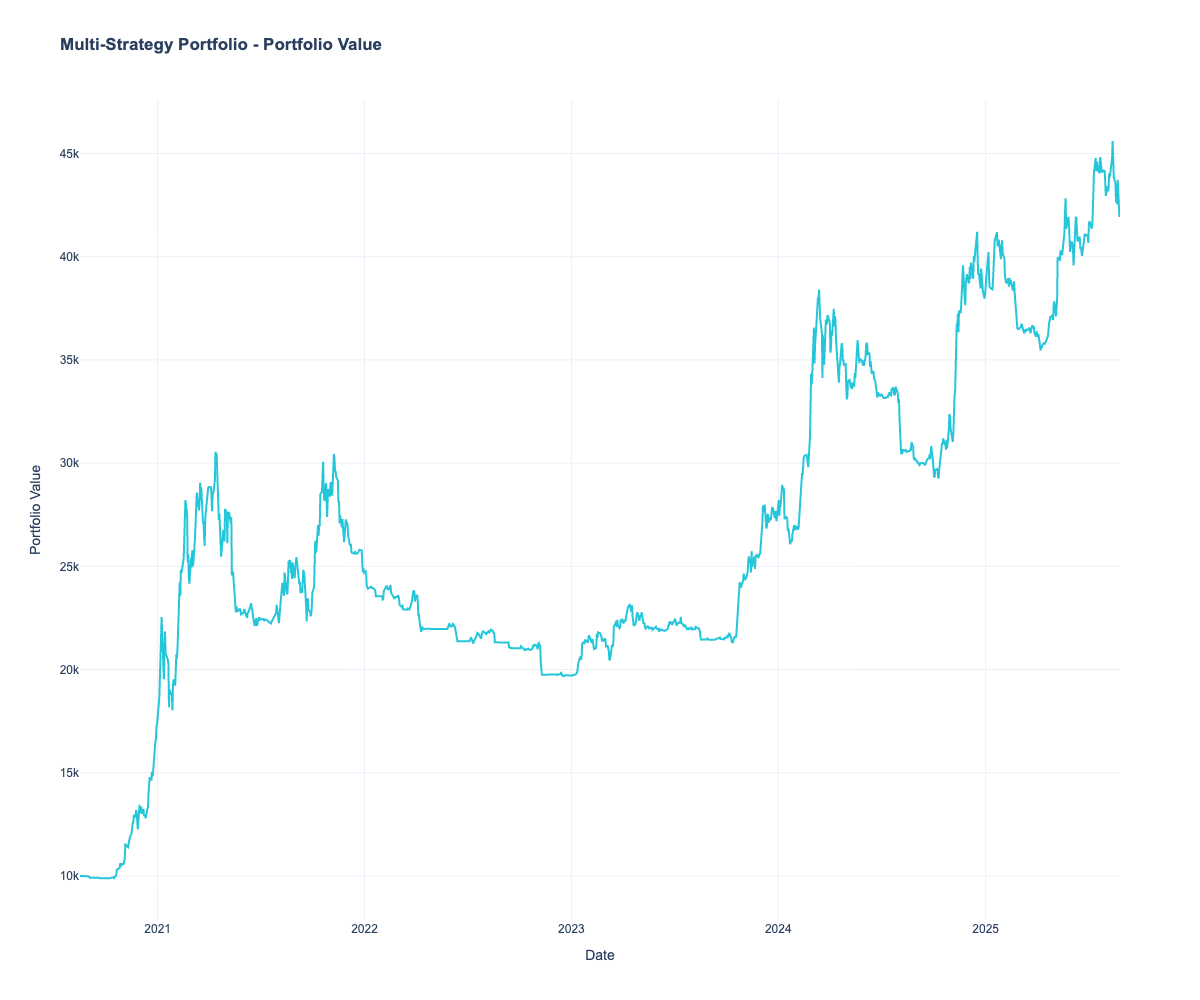 Multi-Strategy Portfolio - Portfolio Value
45k
40k
35k
30k
25k
20k
15k
10k
Portfolio Value
2021 2022 2023 2024 2025
Date